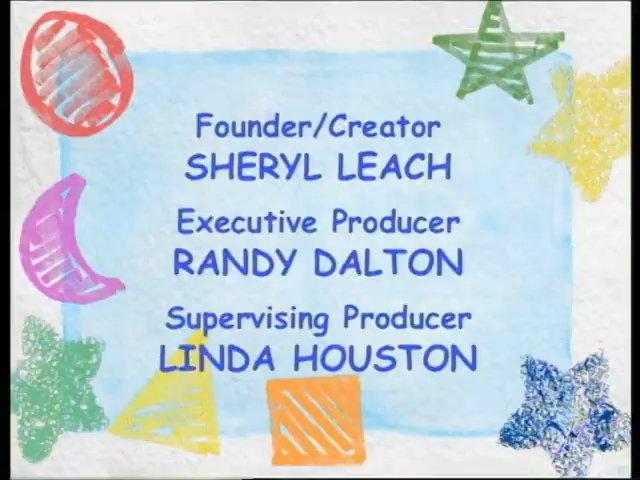 Founder/Creator
SHERYL LEACH
Executive Producer
RANDY DALTON
Supervising Producer
LINDA HOUSTON